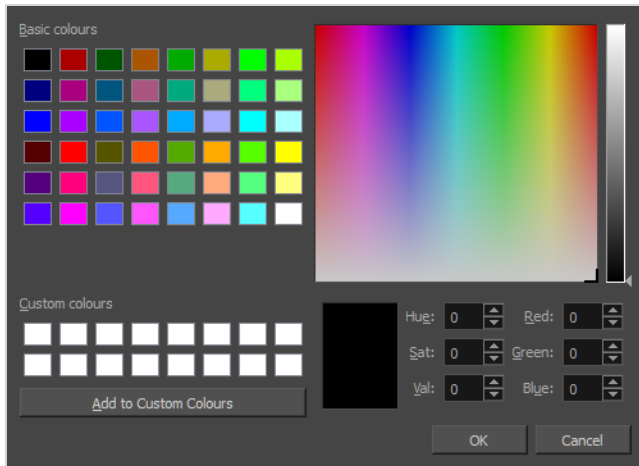 Basic colours
Custom colours
Add to Custom Colours
Hue: 0 Red: 0
Sat: 0 Green: 0
Val: 0 Blue: 0
OK Cancel